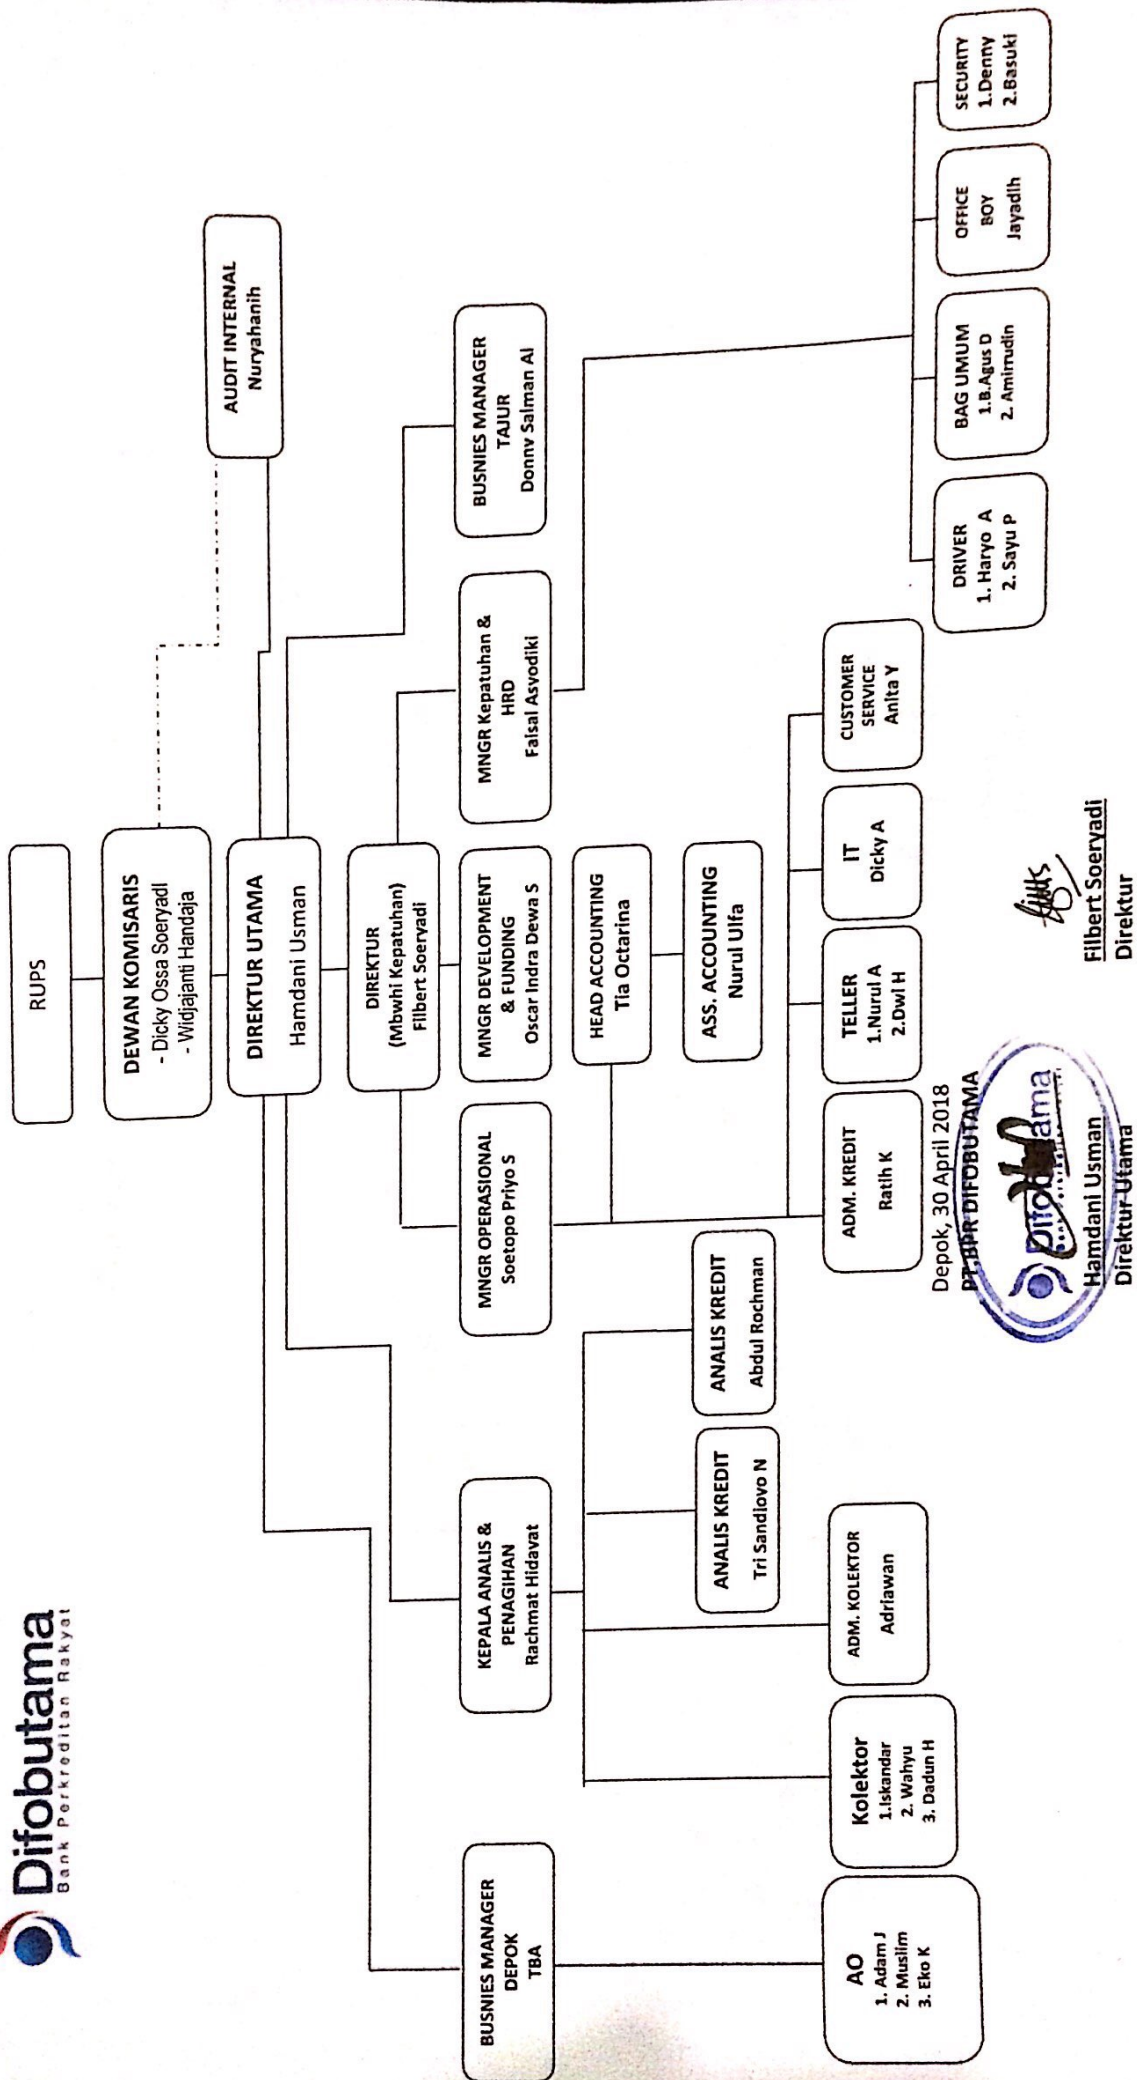 Difobutama
Bank Perkreditan Rakyat
RUPS
DEWAN KOMISARIS
- Dicky Ossa Soeryadi
- Widjajanti Handaja
AUDIT INTERNAL
Nuryahanih
DIREKTUR UTAMA
Hamdani Usman
DIREKTUR
(Mbwhi Kepatuhan)
Filbert Soeryadi
BUSNIES MANAGER
DEPOK
TBA
KEPALA ANALIS &
PENAGIHAN
Rachmat Hidavat
MNGR OPERASIONAL
Soetopo Priyo S
MNGR DEVELOPMENT
& FUNDING
Oscar Indra Dewa S
MNGR Kepatuhan &
HRD
Faisal Asvodiki
BUSNIES MANAGER
TAJUR
Donnv Salman Al
HEAD ACCOUNTING
Tia Octarina
ANALIS KREDIT
Tri Sandiovo N
ANALIS KREDIT
Abdul Rochman
ASS. ACCOUNTING
Nurul Ulfa
AO
1. Adam J
2. Muslim
3. Eko K
Kolektor
1.Iskandar
2. Wahyu
3. Dadun H
ADM. KOLEKTOR
Adriawan
ADM. KREDIT
Ratih K
TELLER
1.Nurul A
2.Dwi H
IT
Dicky A
CUSTOMER
SERVICE
Anita Y
DRIVER
1. Haryo A
2. Sayu P
BAG UMUM
1.B.Agus D
2. Amirrudin
OFFICE
BOY
Jayadih
SECURITY
1.Denny
2.Basuki
Depok, 30 April 2018
PT.BPR DIFOBUTAMA
Difobutama
Hamdani Usman
Direktur Utama
Filbert Soeryadi
Direktur